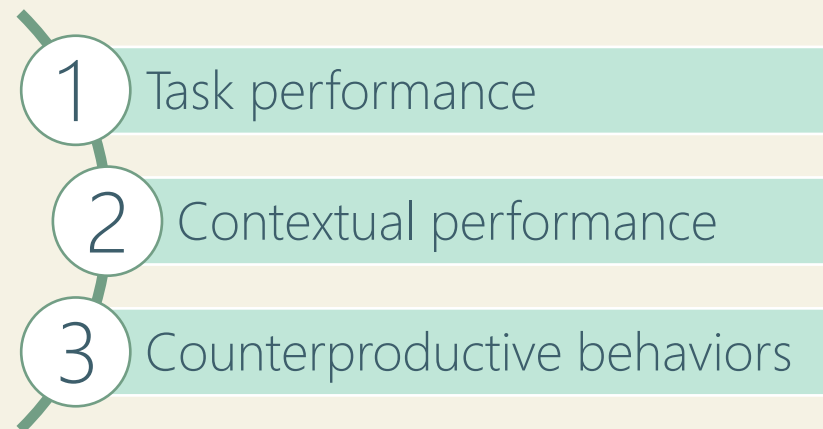 1 Task performance
2 Contextual performance
3 Counterproductive behaviors